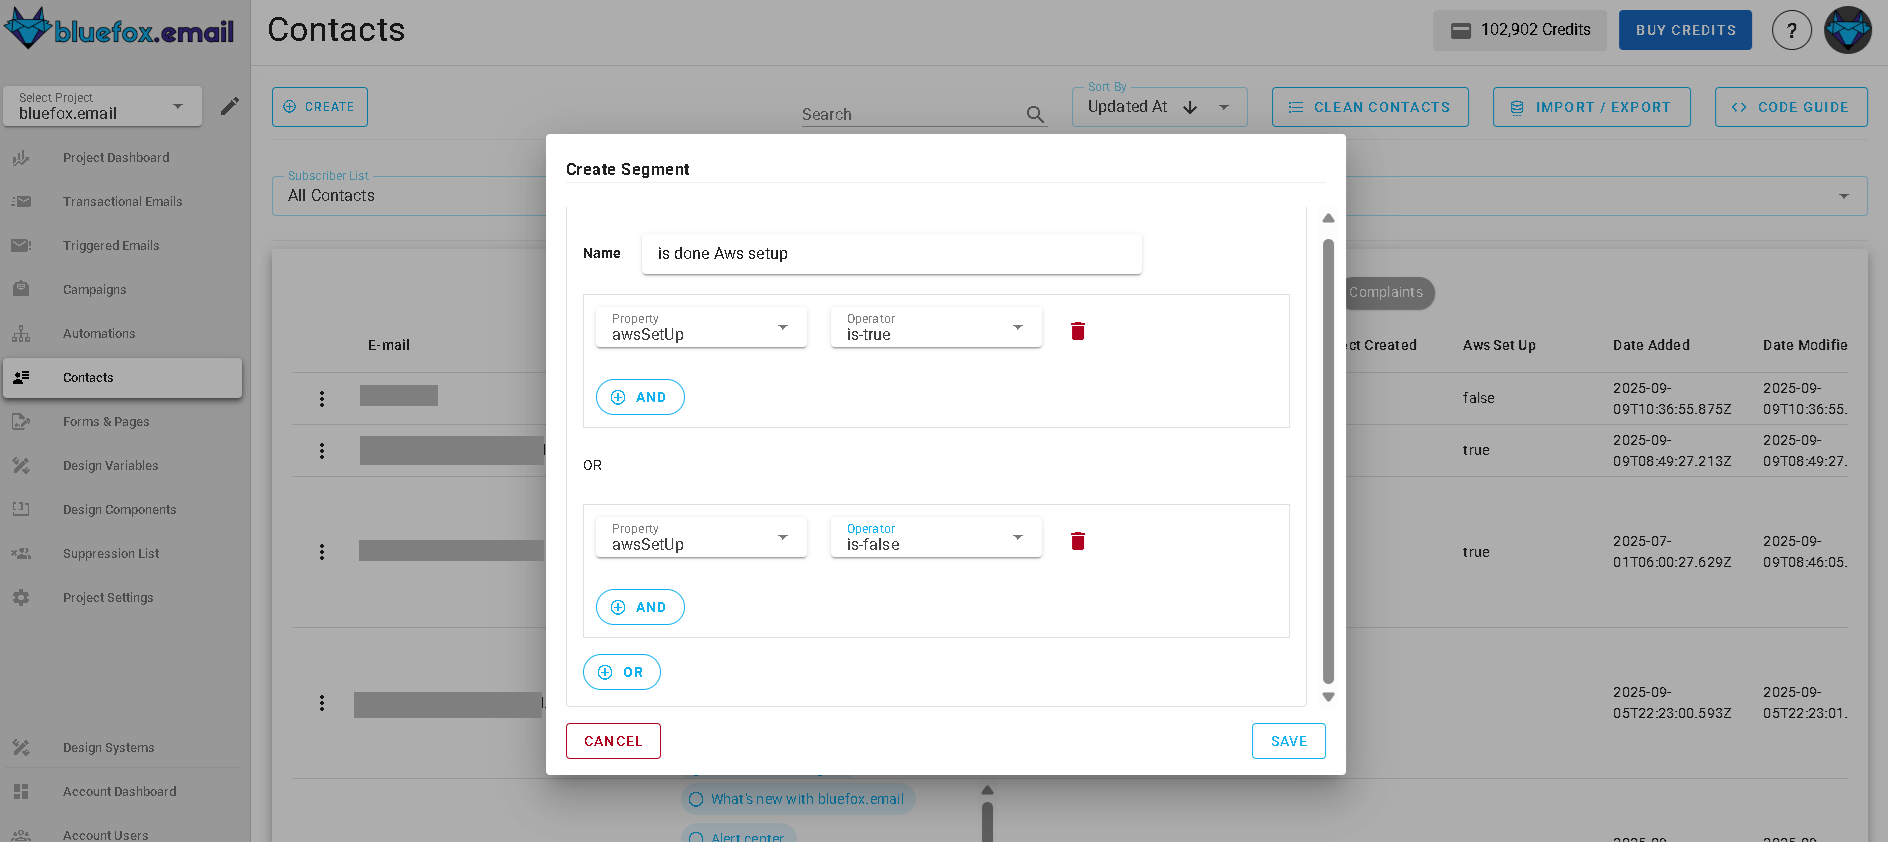 bluefox.email
Contacts
102,902 Credits
BUY CREDITS
?
Select Project
bluefox.email
CREATE
Search
Sort By
Updated At
CLEAN CONTACTS
IMPORT / EXPORT
CODE GUIDE
Project Dashboard
Transactional Emails
Triggered Emails
Campaigns
Automations
Contacts
Forms & Pages
Design Variables
Design Components
Suppression List
Project Settings
Design Systems
Account Dashboard
Account Users
Subscriber List
All Contacts
Create Segment
Name
is done Aws setup
Property
awsSetUp
Operator
is-true
AND
OR
Property
awsSetUp
Operator
is-false
AND
OR
CANCEL
SAVE
Complaints
E-mail
ct Created
Aws Set Up
Date Added
Date Modifie
false
2025-09-
09T10:36:55.875Z
2025-09-
09T10:36:55.
true
2025-09-
09T08:49:27.213Z
2025-09-
09T08:49:27.
true
2025-07-
01T06:00:27.629Z
2025-09-
09T08:46:05.
2025-09-
05T22:23:00.593Z
2025-09-
05T22:23:01.
What's new with bluefox.email
Alert center
2025-09-
2025-09-